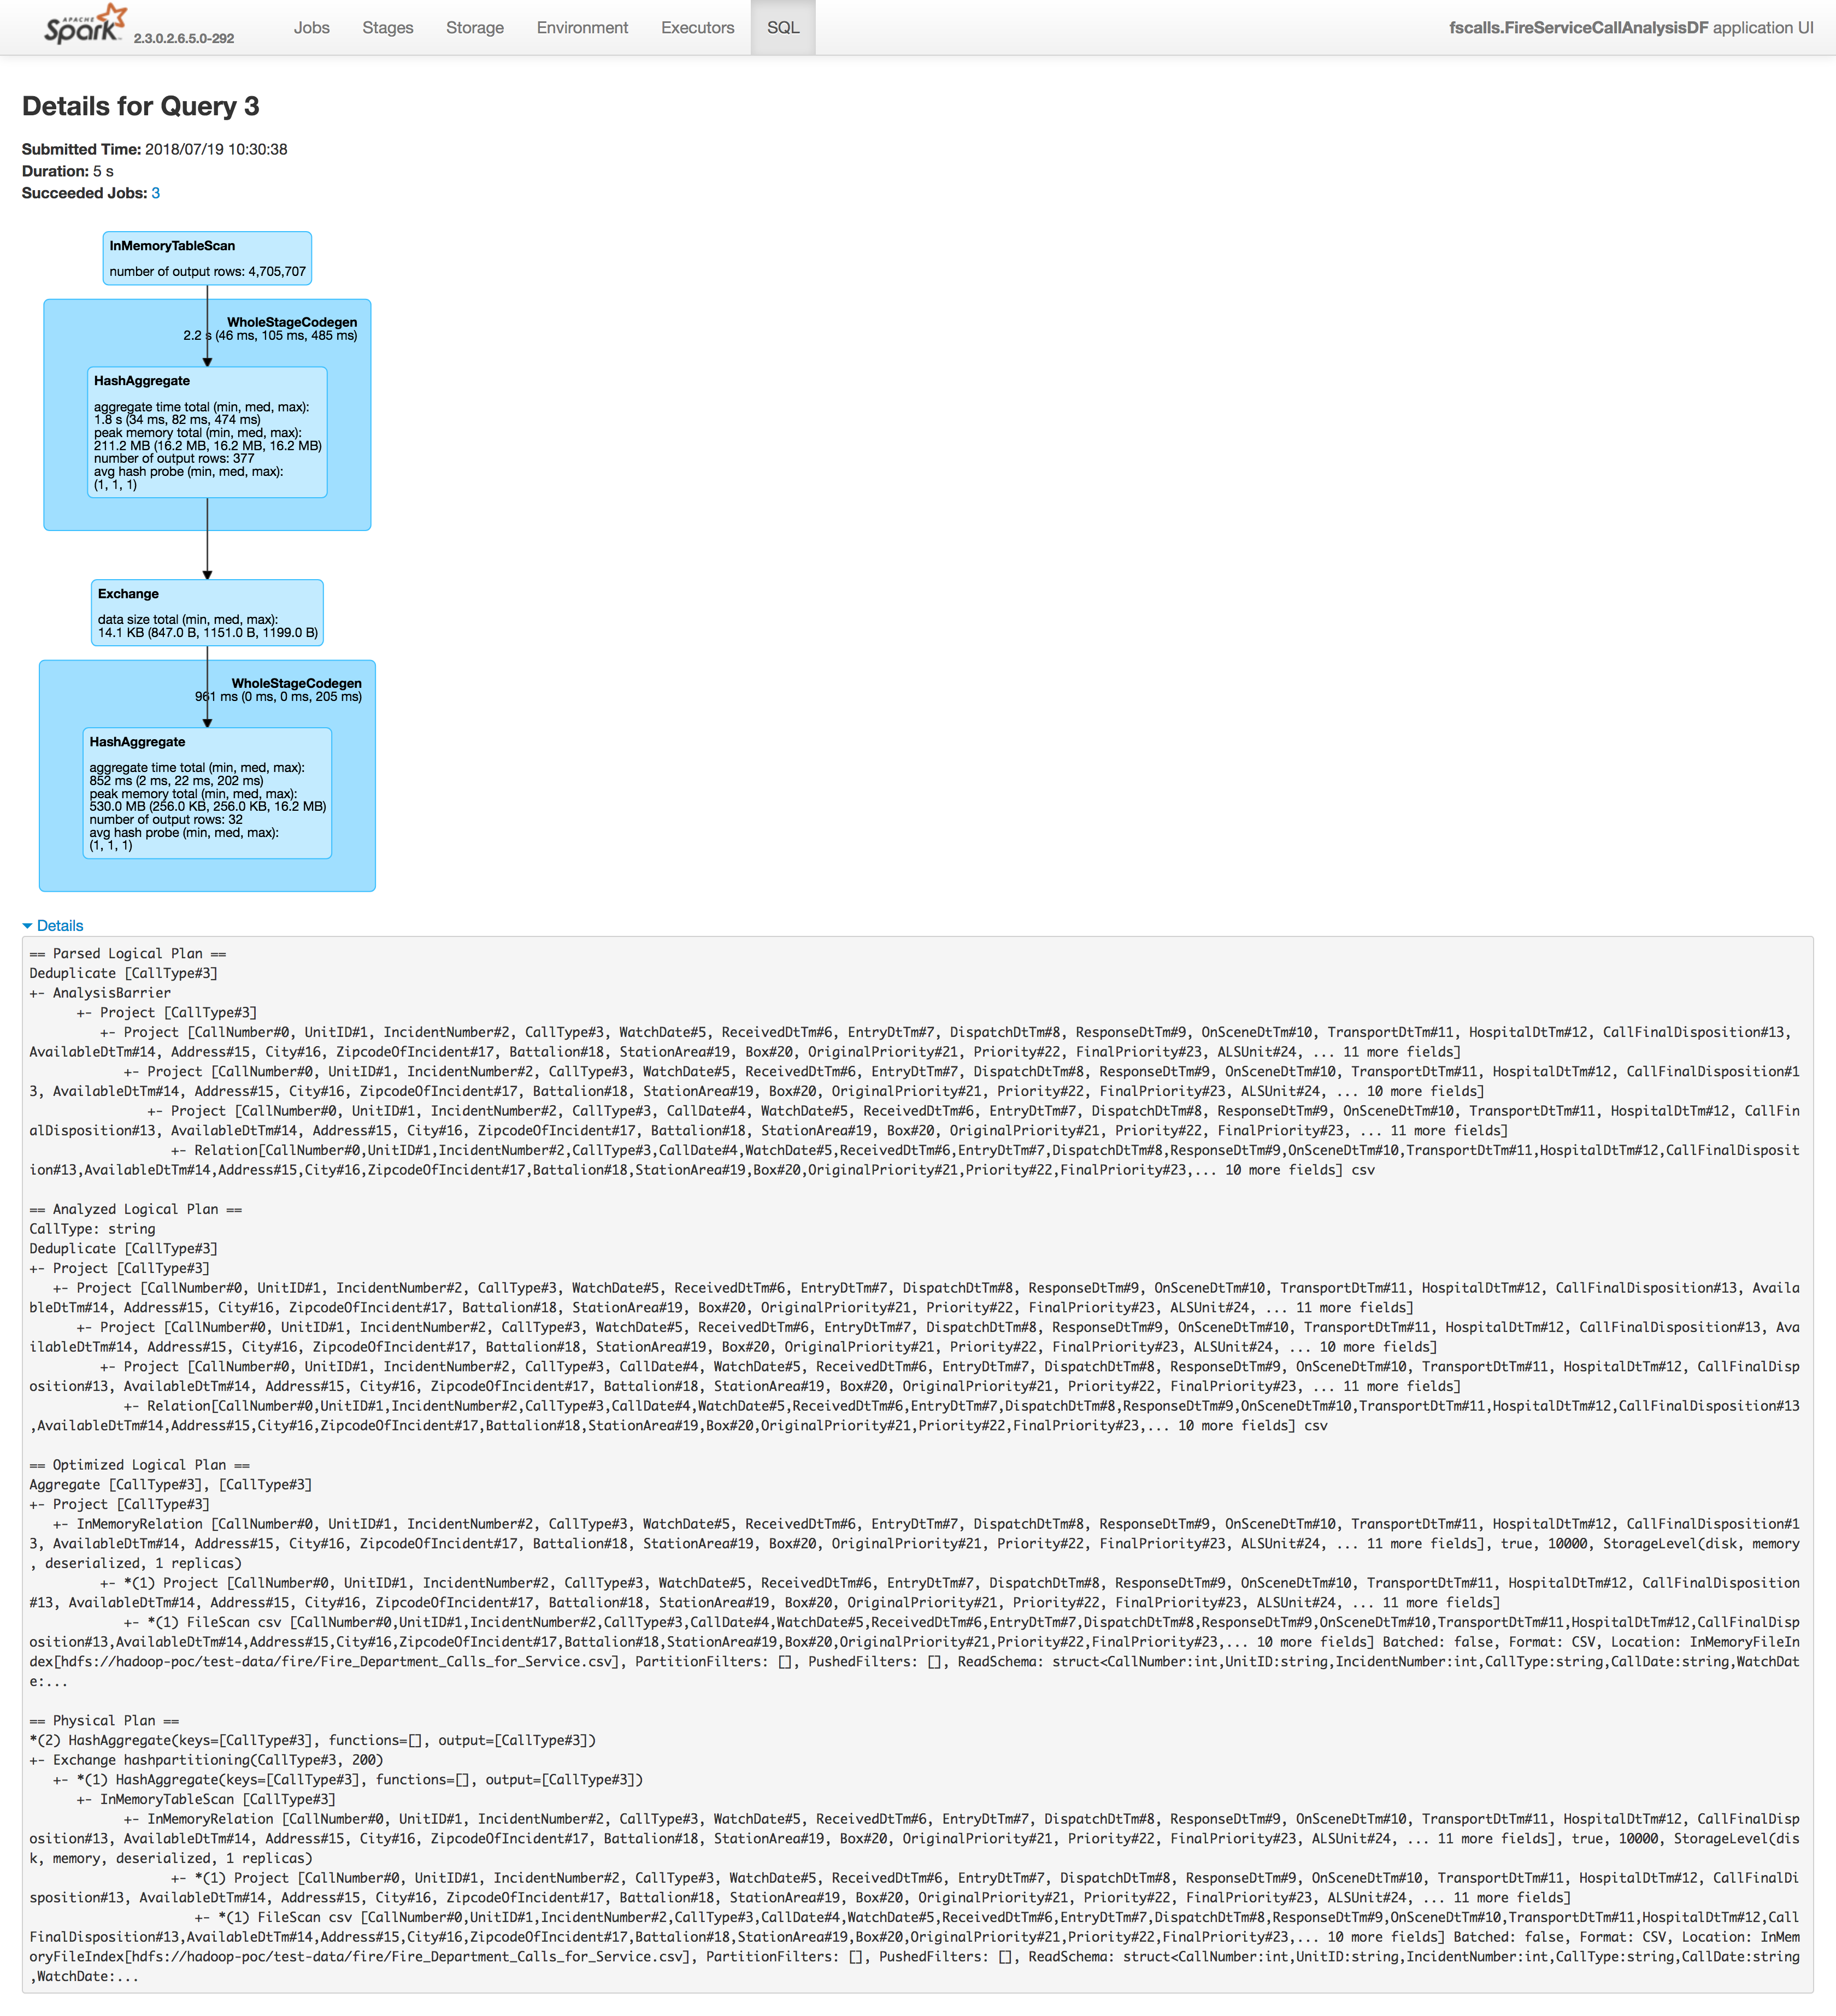 APACHE
Spark 2.3.0.2.6.5.0-292 Jobs Stages Storage Environment Executors SQL fscalls.FireServiceCallAnalysisDF application UI
Details for Query 3
Submitted Time: 2018/07/19 10:30:38
Duration: 5 s
Succeeded Jobs: 3
InMemoryTableScan
number of output rows: 4,705,707
WholeStageCodegen
2.2 s (46 ms, 105 ms, 485 ms)
HashAggregate
aggregate time total (min, med, max):
1.8 s (34 ms, 82 ms, 474 ms)
peak memory total (min, med, max):
211.2 MB (16.2 MB, 16.2 MB, 16.2 MB)
number of output rows: 377
avg hash probe (min, med, max):
(1, 1, 1)
Exchange
data size total (min, med, max):
14.1 KB (847.0 B, 1151.0 B, 1199.0 B)
WholeStageCodegen
961 ms (0 ms, 0 ms, 205 ms)
HashAggregate
aggregate time total (min, med, max):
852 ms (2 ms, 22 ms, 202 ms)
peak memory total (min, med, max):
530.0 MB (256.0 KB, 256.0 KB, 16.2 MB)
number of output rows: 32
avg hash probe (min, med, max):
(1, 1, 1)
Details
== Parsed Logical Plan ==
Deduplicate [CallType#3]
+- AnalysisBarrier
+- Project [CallType#3]
+- Project [CallNumber#0, UnitID#1, IncidentNumber#2, CallType#3, WatchDate#5, ReceivedDtTm#6, EntryDtTm#7, DispatchDtTm#8, ResponseDtTm#9, OnSceneDtTm#10, TransportDtTm#11, HospitalDtTm#12, CallFinalDisposition#13,
AvailableDtTm#14, Address#15, City#16, ZipcodeOfIncident#17, Battalion#18, StationArea#19, Box#20, OriginalPriority#21, Priority#22, FinalPriority#23, ALSUnit#24, ... 11 more fields]
+- Project [CallNumber#0, UnitID#1, IncidentNumber#2, CallType#3, WatchDate#5, ReceivedDtTm#6, EntryDtTm#7, DispatchDtTm#8, ResponseDtTm#9, OnSceneDtTm#10, TransportDtTm#11, HospitalDtTm#12, CallFinalDisposition#1
3, AvailableDtTm#14, Address#15, City#16, ZipcodeOfIncident#17, Battalion#18, StationArea#19, Box#20, OriginalPriority#21, Priority#22, FinalPriority#23, ALSUnit#24, ... 10 more fields]
+- Project [CallNumber#0, UnitID#1, IncidentNumber#2, CallType#3, CallDate#4, WatchDate#5, ReceivedDtTm#6, EntryDtTm#7, DispatchDtTm#8, ResponseDtTm#9, OnSceneDtTm#10, TransportDtTm#11, HospitalDtTm#12, CallFin
alDisposition#13, AvailableDtTm#14, Address#15, City#16, ZipcodeOfIncident#17, Battalion#18, StationArea#19, Box#20, OriginalPriority#21, Priority#22, FinalPriority#23, ... 11 more fields]
+- Relation[CallNumber#0,UnitID#1,IncidentNumber#2,CallType#3,CallDate#4,WatchDate#5,ReceivedDtTm#6,EntryDtTm#7,DispatchDtTm#8,ResponseDtTm#9,OnSceneDtTm#10,TransportDtTm#11,HospitalDtTm#12,CallFinalDisposit
ion#13,AvailableDtTm#14,Address#15,City#16,ZipcodeOfIncident#17,Battalion#18,StationArea#19,Box#20,OriginalPriority#21,Priority#22,FinalPriority#23,... 10 more fields] csv
== Analyzed Logical Plan ==
CallType: string
Deduplicate [CallType#3]
+- Project [CallType#3]
+- Project [CallNumber#0, UnitID#1, IncidentNumber#2, CallType#3, WatchDate#5, ReceivedDtTm#6, EntryDtTm#7, DispatchDtTm#8, ResponseDtTm#9, OnSceneDtTm#10, TransportDtTm#11, HospitalDtTm#12, CallFinalDisposition#13, Availa
bleDtTm#14, Address#15, City#16, ZipcodeOfIncident#17, Battalion#18, StationArea#19, Box#20, OriginalPriority#21, Priority#22, FinalPriority#23, ALSUnit#24, ... 11 more fields]
+- Project [CallNumber#0, UnitID#1, IncidentNumber#2, CallType#3, WatchDate#5, ReceivedDtTm#6, EntryDtTm#7, DispatchDtTm#8, ResponseDtTm#9, OnSceneDtTm#10, TransportDtTm#11, HospitalDtTm#12, CallFinalDisposition#13, Ava
ilableDtTm#14, Address#15, City#16, ZipcodeOfIncident#17, Battalion#18, StationArea#19, Box#20, OriginalPriority#21, Priority#22, FinalPriority#23, ALSUnit#24, ... 10 more fields]
+- Project [CallNumber#0, UnitID#1, IncidentNumber#2, CallType#3, CallDate#4, WatchDate#5, ReceivedDtTm#6, EntryDtTm#7, DispatchDtTm#8, ResponseDtTm#9, OnSceneDtTm#10, TransportDtTm#11, HospitalDtTm#12, CallFinalDisp
osition#13, AvailableDtTm#14, Address#15, City#16, ZipcodeOfIncident#17, Battalion#18, StationArea#19, Box#20, OriginalPriority#21, Priority#22, FinalPriority#23, ... 11 more fields]
+- Relation[CallNumber#0,UnitID#1,IncidentNumber#2,CallType#3,CallDate#4,WatchDate#5,ReceivedDtTm#6,EntryDtTm#7,DispatchDtTm#8,ResponseDtTm#9,OnSceneDtTm#10,TransportDtTm#11,HospitalDtTm#12,CallFinalDisposition#13
,AvailableDtTm#14,Address#15,City#16,ZipcodeOfIncident#17,Battalion#18,StationArea#19,Box#20,OriginalPriority#21,Priority#22,FinalPriority#23,... 10 more fields] csv
== Optimized Logical Plan ==
Aggregate [CallType#3], [CallType#3]
+- Project [CallType#3]
+- InMemoryRelation [CallNumber#0, UnitID#1, IncidentNumber#2, CallType#3, WatchDate#5, ReceivedDtTm#6, EntryDtTm#7, DispatchDtTm#8, ResponseDtTm#9, OnSceneDtTm#10, TransportDtTm#11, HospitalDtTm#12, CallFinalDisposition#1
3, AvailableDtTm#14, Address#15, City#16, ZipcodeOfIncident#17, Battalion#18, StationArea#19, Box#20, OriginalPriority#21, Priority#22, FinalPriority#23, ALSUnit#24, ... 11 more fields], true, 10000, StorageLevel(disk, memory
, deserialized, 1 replicas)
+- *(1) Project [CallNumber#0, UnitID#1, IncidentNumber#2, CallType#3, WatchDate#5, ReceivedDtTm#6, EntryDtTm#7, DispatchDtTm#8, ResponseDtTm#9, OnSceneDtTm#10, TransportDtTm#11, HospitalDtTm#12, CallFinalDisposition
#13, AvailableDtTm#14, Address#15, City#16, ZipcodeOfIncident#17, Battalion#18, StationArea#19, Box#20, OriginalPriority#21, Priority#22, FinalPriority#23, ALSUnit#24, ... 11 more fields]
+- *(1) FileScan csv [CallNumber#0,UnitID#1,IncidentNumber#2,CallType#3,CallDate#4,WatchDate#5,ReceivedDtTm#6,EntryDtTm#7,DispatchDtTm#8,ResponseDtTm#9,OnSceneDtTm#10,TransportDtTm#11,HospitalDtTm#12,CallFinalDisp
osition#13,AvailableDtTm#14,Address#15,City#16,ZipcodeOfIncident#17,Battalion#18,StationArea#19,Box#20,OriginalPriority#21,Priority#22,FinalPriority#23,... 10 more fields] Batched: false, Format: CSV, Location: InMemoryFileIn
dex[hdfs://hadoop-poc/test-data/fire/Fire_Department_Calls_for_Service.csv], PartitionFilters: [], PushedFilters: [], ReadSchema: struct<CallNumber:int,UnitID:string,IncidentNumber:int,CallType:string,CallDate:string,WatchDat
e:...
== Physical Plan ==
*(2) HashAggregate(keys=[CallType#3], functions=[], output=[CallType#3])
+- Exchange hashpartitioning(CallType#3, 200)
+- *(1) HashAggregate(keys=[CallType#3], functions=[], output=[CallType#3])
+- InMemoryTableScan [CallType#3]
+- InMemoryRelation [CallNumber#0, UnitID#1, IncidentNumber#2, CallType#3, WatchDate#5, ReceivedDtTm#6, EntryDtTm#7, DispatchDtTm#8, ResponseDtTm#9, OnSceneDtTm#10, TransportDtTm#11, HospitalDtTm#12, CallFinalDisp
osition#13, AvailableDtTm#14, Address#15, City#16, ZipcodeOfIncident#17, Battalion#18, StationArea#19, Box#20, OriginalPriority#21, Priority#22, FinalPriority#23, ALSUnit#24, ... 11 more fields], true, 10000, StorageLevel(dis
k, memory, deserialized, 1 replicas)
+- *(1) Project [CallNumber#0, UnitID#1, IncidentNumber#2, CallType#3, WatchDate#5, ReceivedDtTm#6, EntryDtTm#7, DispatchDtTm#8, ResponseDtTm#9, OnSceneDtTm#10, TransportDtTm#11, HospitalDtTm#12, CallFinalDi
sposition#13, AvailableDtTm#14, Address#15, City#16, ZipcodeOfIncident#17, Battalion#18, StationArea#19, Box#20, OriginalPriority#21, Priority#22, FinalPriority#23, ALSUnit#24, ... 11 more fields]
+- *(1) FileScan csv [CallNumber#0,UnitID#1,IncidentNumber#2,CallType#3,CallDate#4,WatchDate#5,ReceivedDtTm#6,EntryDtTm#7,DispatchDtTm#8,ResponseDtTm#9,OnSceneDtTm#10,TransportDtTm#11,HospitalDtTm#12,Call
FinalDisposition#13,AvailableDtTm#14,Address#15,City#16,ZipcodeOfIncident#17,Battalion#18,StationArea#19,Box#20,OriginalPriority#21,Priority#22,FinalPriority#23,... 10 more fields] Batched: false, Format: CSV, Location: InMem
oryFileIndex[hdfs://hadoop-poc/test-data/fire/Fire_Department_Calls_for_Service.csv], PartitionFilters: [], PushedFilters: [], ReadSchema: struct<CallNumber:int,UnitID:string,IncidentNumber:int,CallType:string,CallDate:string
,WatchDate:...